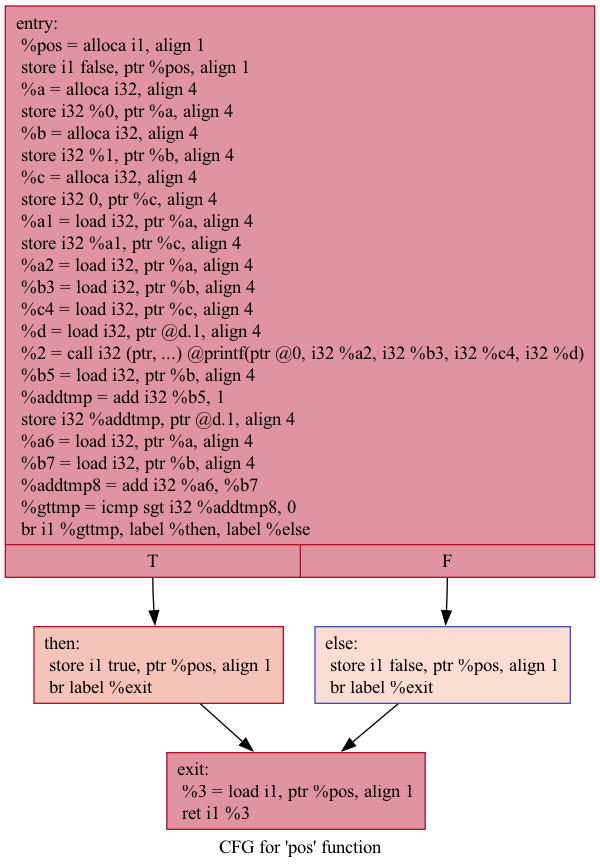 entry:
%pos = alloca i1, align 1
store i1 false, ptr %pos, align 1
%a = alloca i32, align 4
store i32 %0, ptr %a, align 4
%b = alloca i32, align 4
store i32 %1, ptr %b, align 4
%c = alloca i32, align 4
store i32 0, ptr %c, align 4
%a1 = load i32, ptr %a, align 4
store i32 %a1, ptr %c, align 4
%a2 = load i32, ptr %a, align 4
%b3 = load i32, ptr %b, align 4
%c4 = load i32, ptr %c, align 4
%d = load i32, ptr @d.1, align 4
%2 = call i32 (ptr, ...) @printf(ptr @0, i32 %a2, i32 %b3, i32 %c4, i32 %d)
%b5 = load i32, ptr %b, align 4
%addtmp = add i32 %b5, 1
store i32 %addtmp, ptr @d.1, align 4
%a6 = load i32, ptr %a, align 4
%b7 = load i32, ptr %b, align 4
%addtmp8 = add i32 %a6, %b7
%gttmp = icmp sgt i32 %addtmp8, 0
br i1 %gttmp, label %then, label %else
T F
then:
store i1 true, ptr %pos, align 1
br label %exit
else:
store i1 false, ptr %pos, align 1
br label %exit
exit:
%3 = load i1, ptr %pos, align 1
ret i1 %3
CFG for 'pos' function